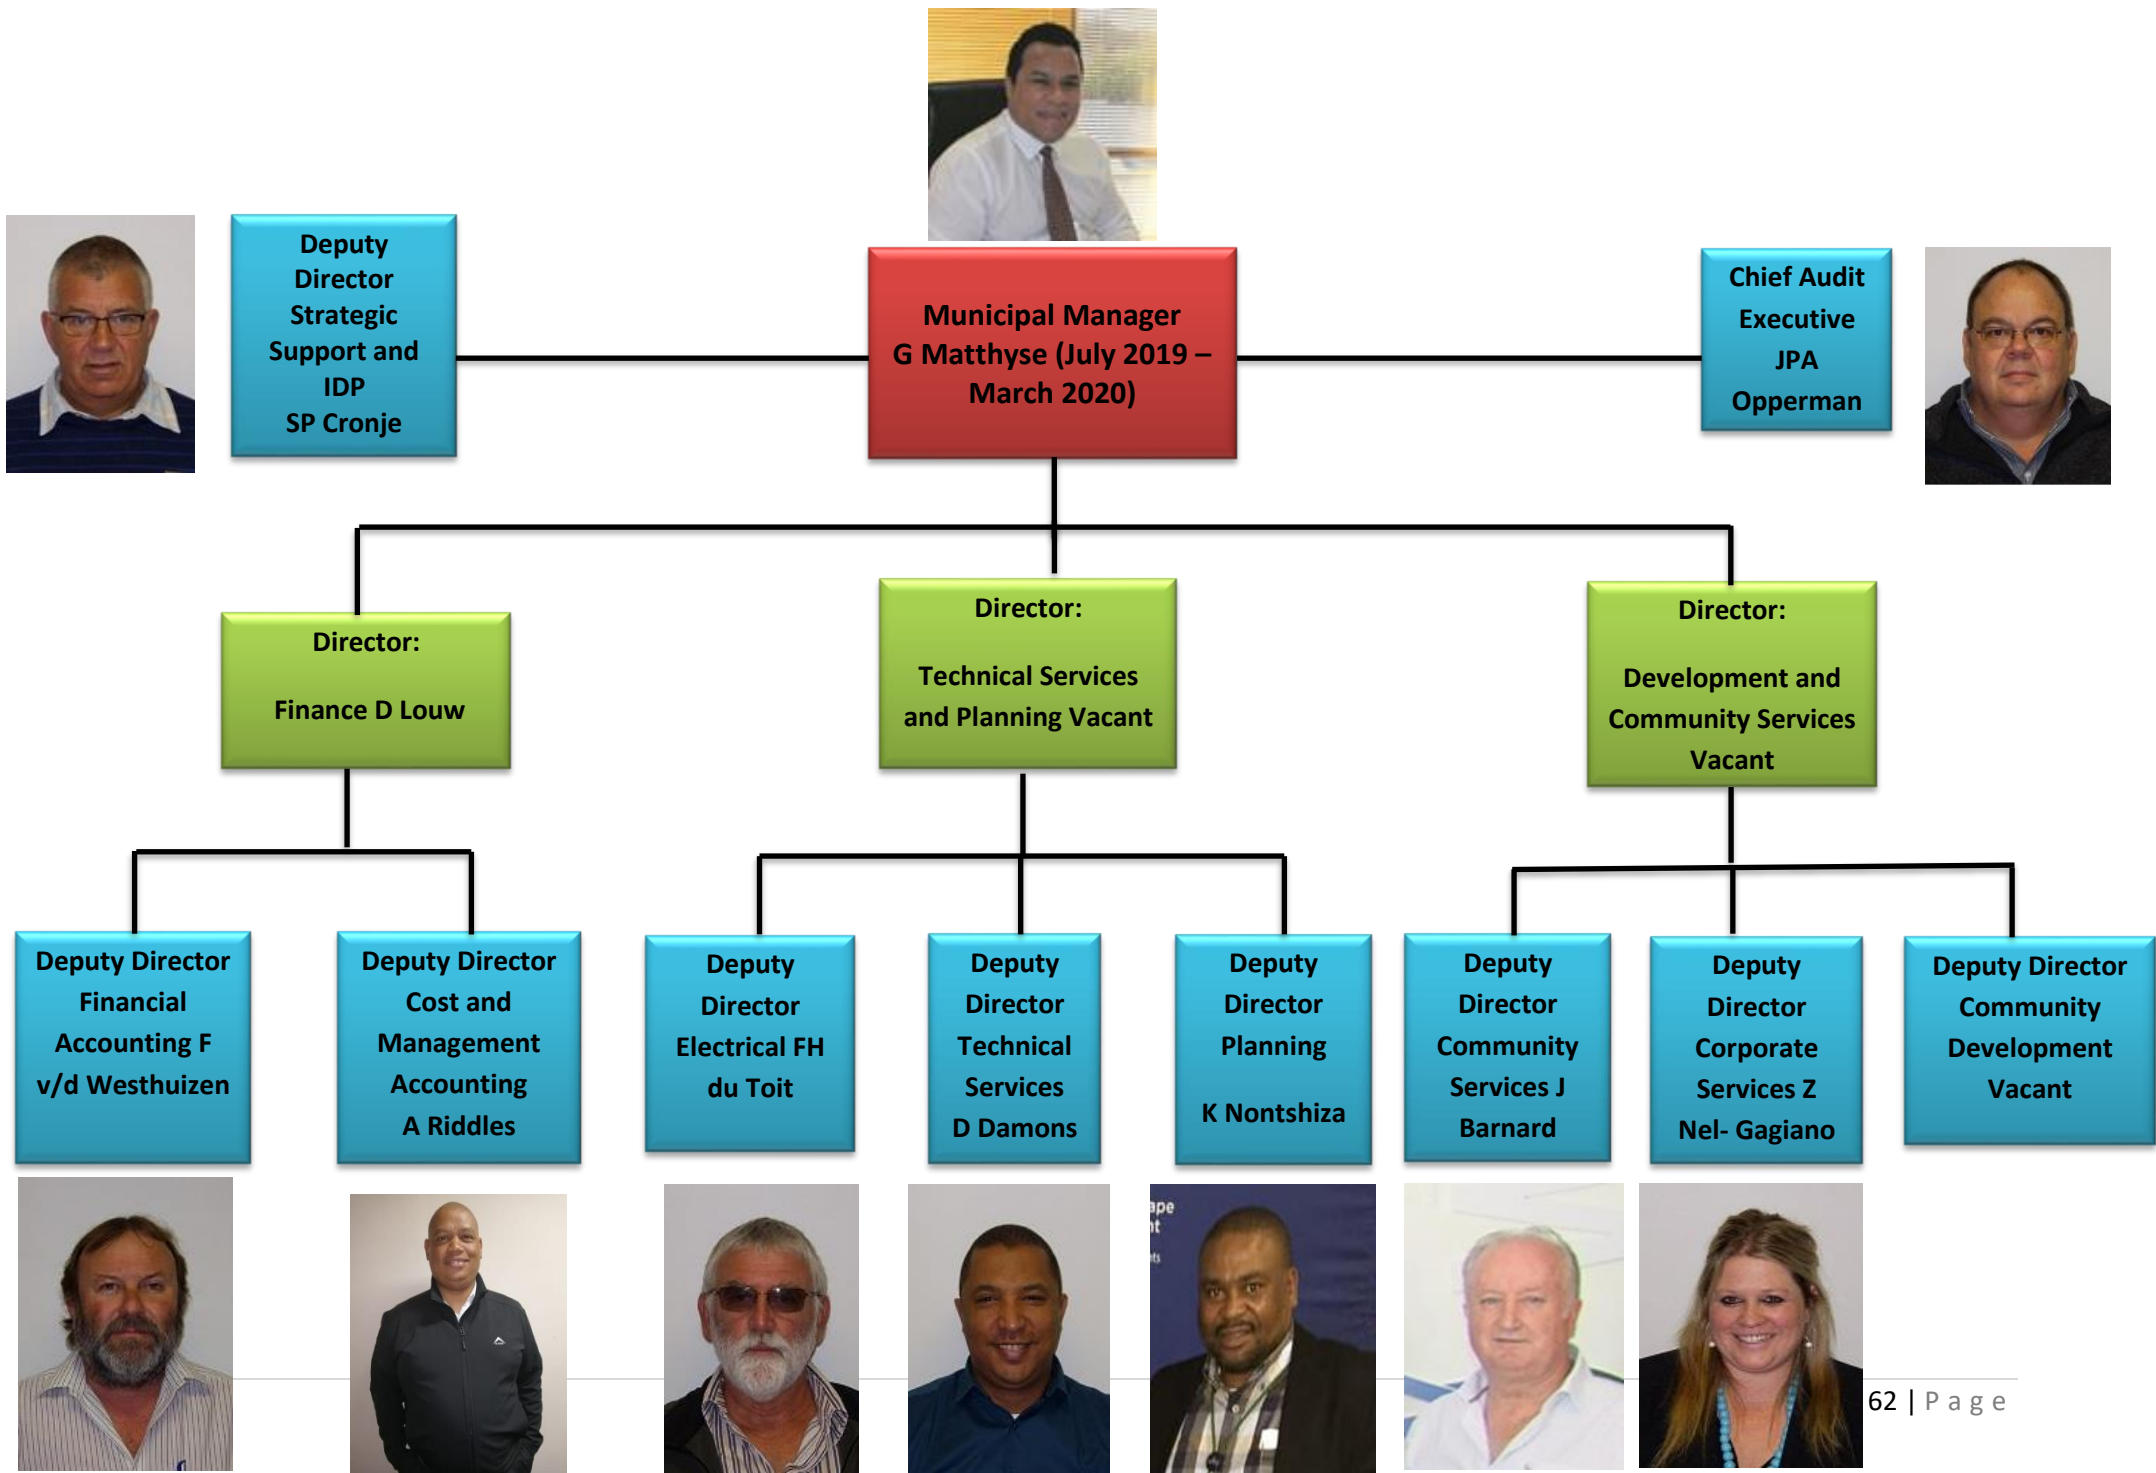 Deputy
Director
Strategic
Support and
IDP
SP Cronje
Municipal Manager
G Matthyse (July 2019 –
March 2020)
Chief Audit
Executive
JPA
Opperman
Director:
Finance D Louw
Director:
Technical Services
and Planning Vacant
Director:
Development and
Community Services
Vacant
Deputy Director
Financial
Accounting F
v/d Westhuizen
Deputy Director
Cost and
Management
Accounting
A Riddles
Deputy
Director
Electrical FH
du Toit
Deputy
Director
Technical
Services
D Damons
Deputy
Director
Planning
K Nontshiza
Deputy
Director
Community
Services J
Barnard
Deputy
Director
Corporate
Services Z
Nel- Gagiano
Deputy Director
Community
Development
Vacant
ape
nt
62 | P a g e